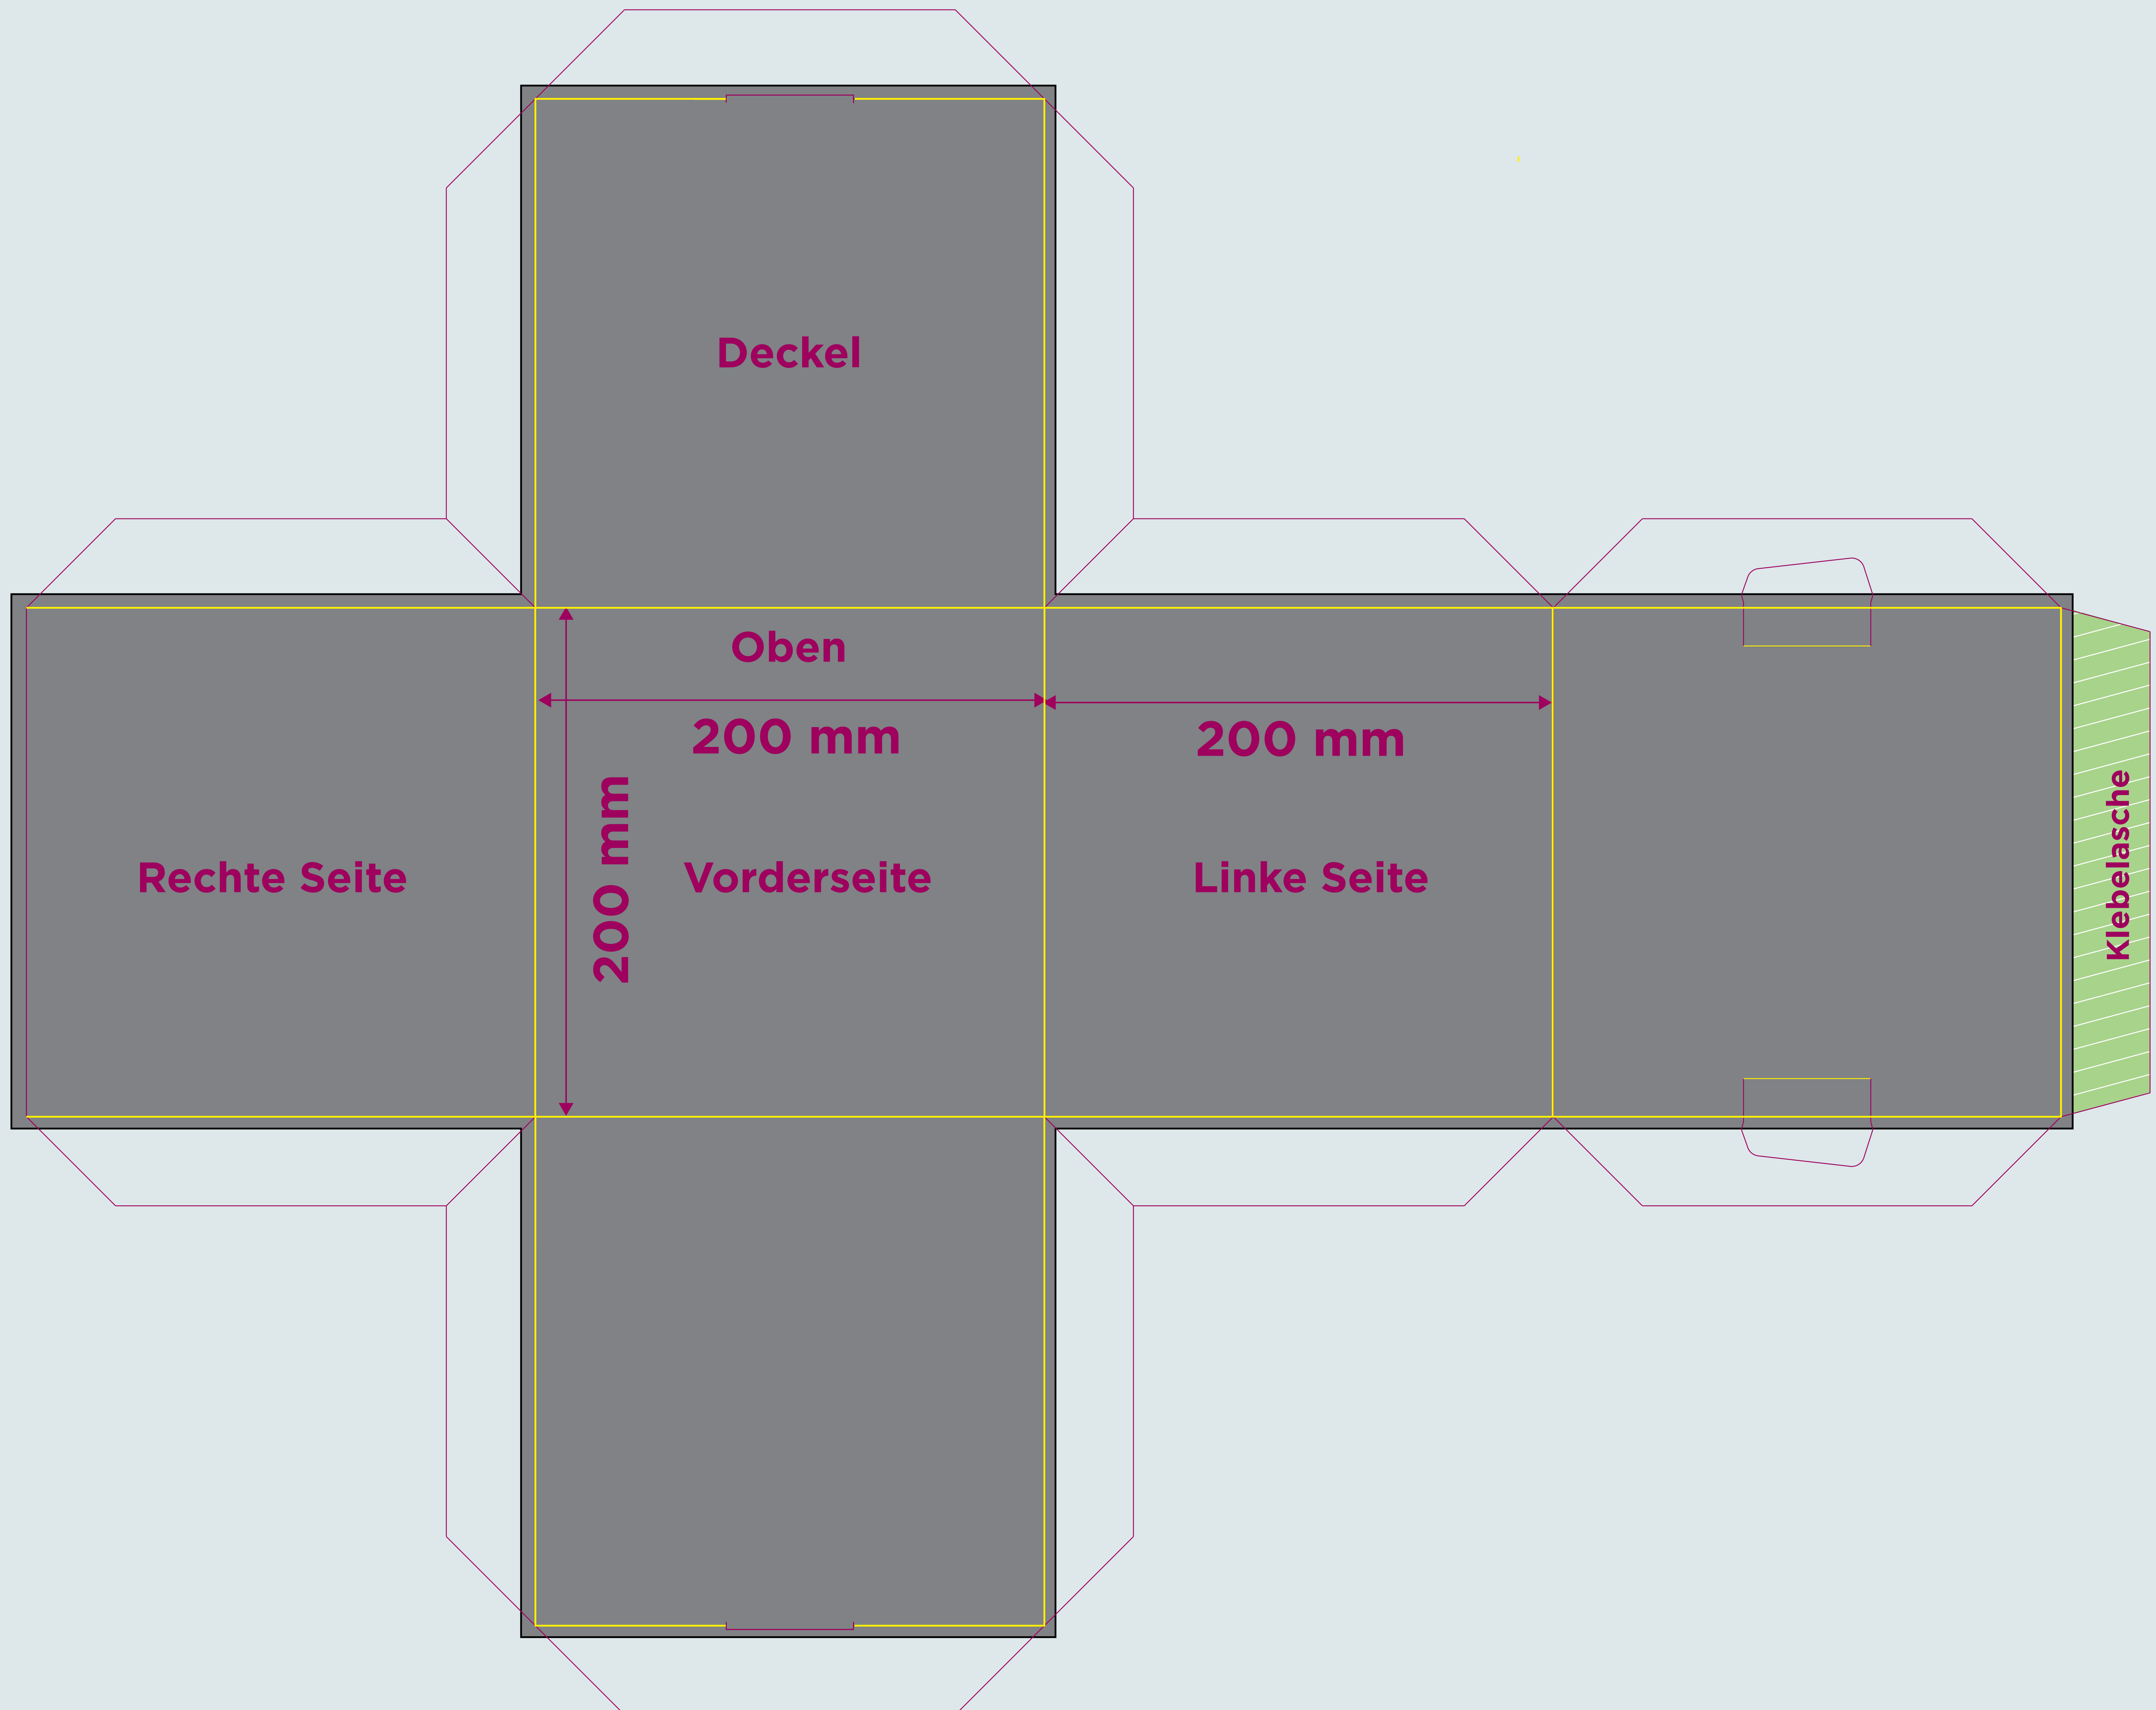 Deckel
Oben
200 mm
200 mm
200 mm
Rechte Seite
Vorderseite
Linke Seite
Klebelasche